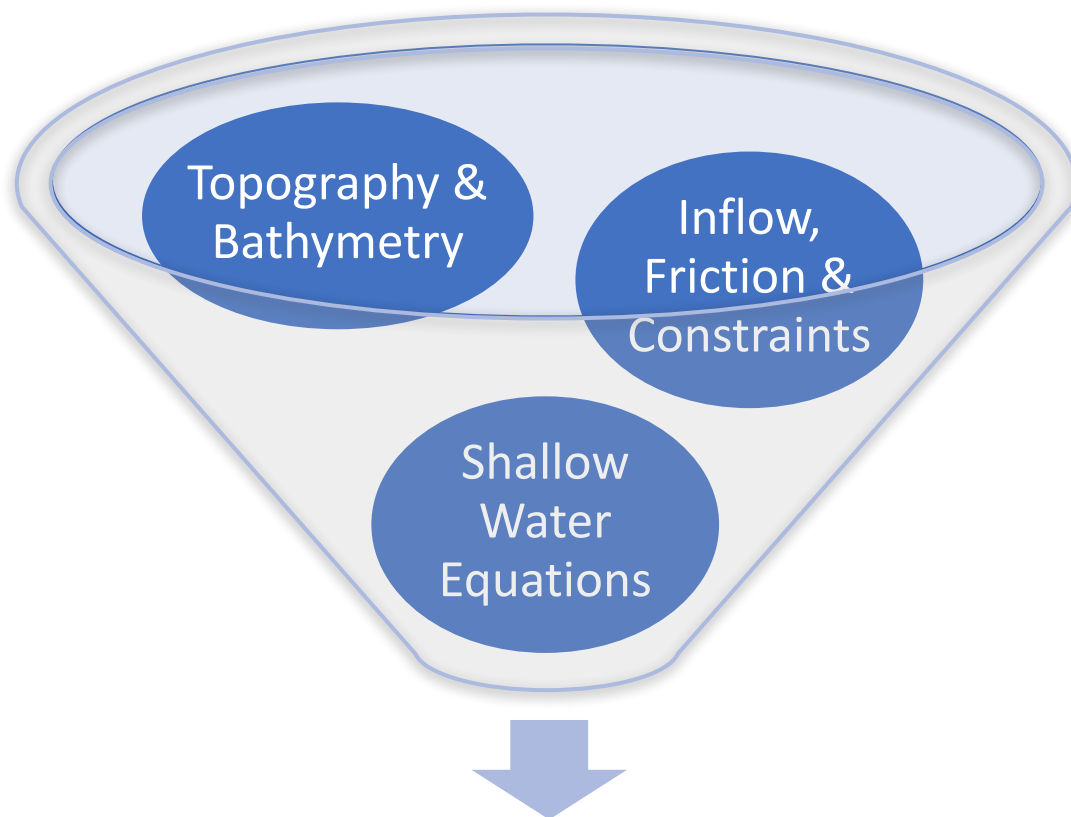 Topography &
Bathymetry
Inflow,
Friction &
Constraints
Shallow
Water
Equations